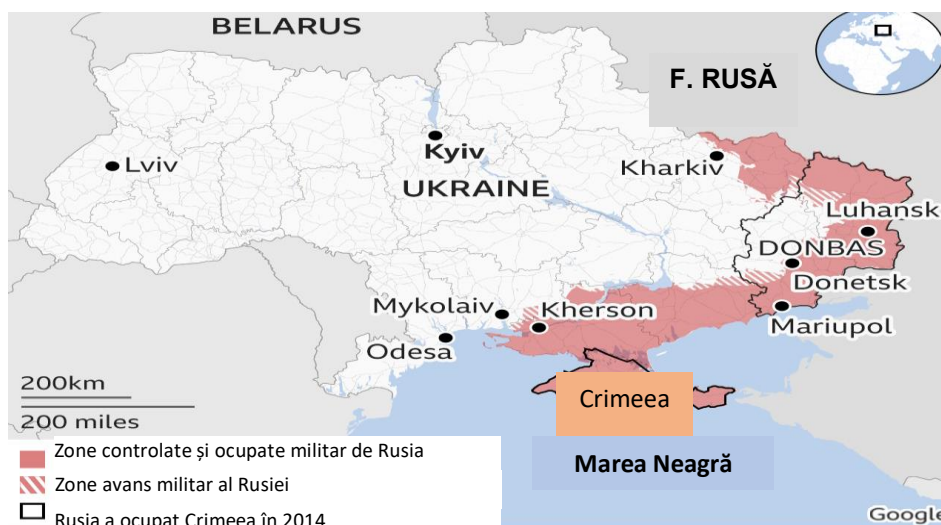 BELARUS
F. RUSĂ
Kyiv
Kharkiv
Lviv
UKRAINE
Luhansk
DONBAS
Donetsk
Mykolaiv
Kherson
Mariupol
Odesa
200km
200 miles
Crimeea
Marea Neagră
Zone controlate și ocupate militar de Rusia
Zone avans militar al Rusiei
Rusia a ocupat Crimeea în 2014
Google